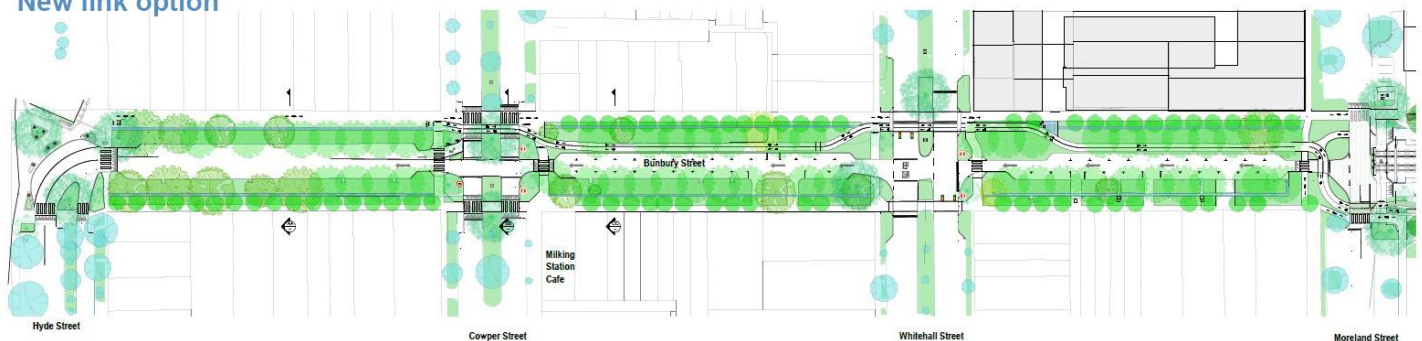 New link option
Bunbury Street
Milking
Station
Cafe
Hyde Street
Cowper Street
Whitehall Street
Moreland Street